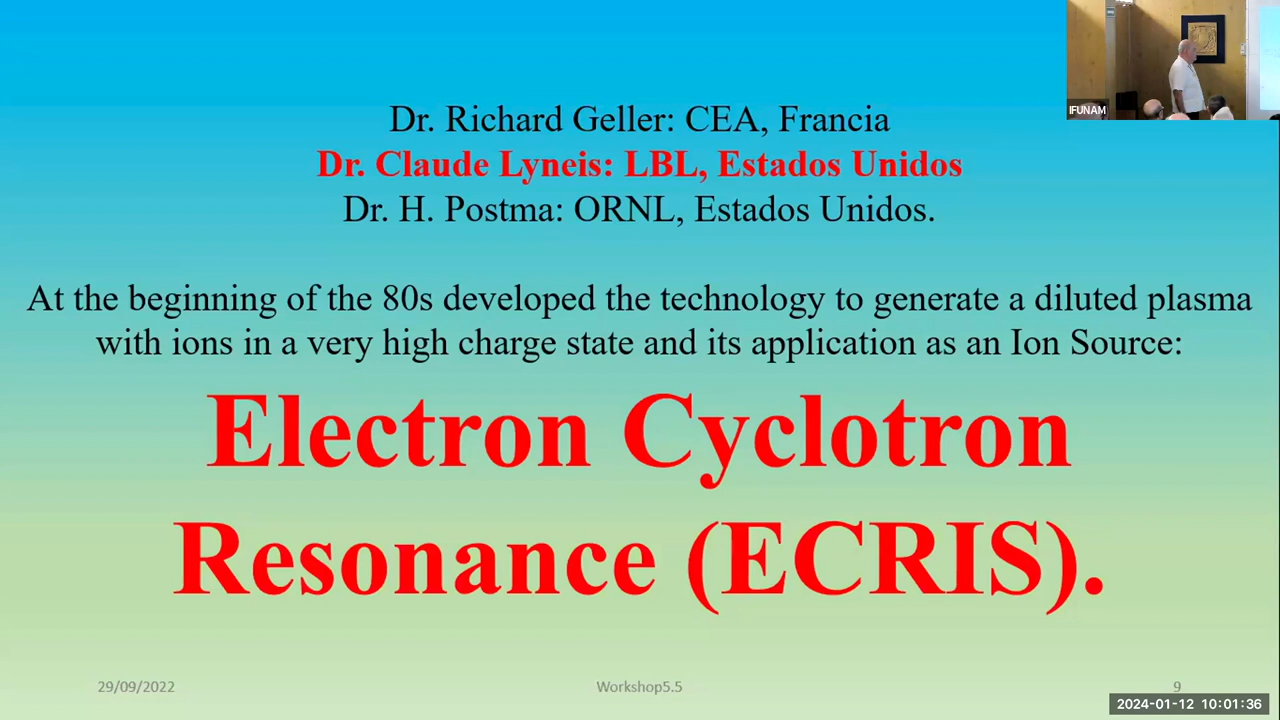 IFUNAM
Dr. Richard Geller: CEA, Francia
Dr. Claude Lyneis: LBL, Estados Unidos
Dr. H. Postma: ORNL, Estados Unidos.
At the beginning of the 80s developed the technology to generate a diluted plasma
with ions in a very high charge state and its application as an Ion Source:
Electron Cyclotron
Resonance (ECRIS).
29/09/2022
Workshop5.5
9
2024-01-12 10:01:36